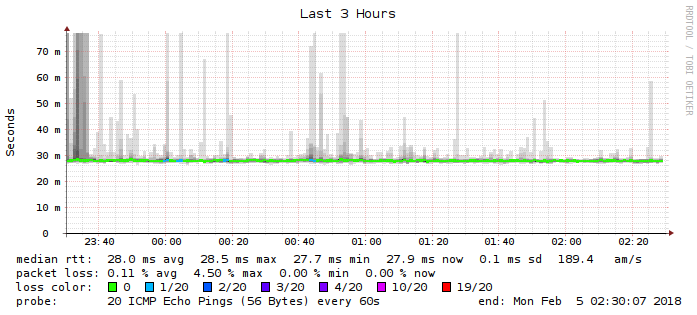 Last 3 Hours
RRDTOOL / TOBI OETIKER
Seconds
70 m
60 m
50 m
40 m
30 m
20 m
10 m
0
23:40 00:00 00:20 00:40 01:00 01:20 01:40 02:00 02:20
median rtt: 28.0 ms avg 28.5 ms max 27.7 ms min 27.9 ms now 0.1 ms sd 189.4 am/s
packet loss: 0.11 % avg 4.50 % max 0.00 % min 0.00 % now
loss color: 0 1/20 2/20 3/20 4/20 10/20 19/20
probe: 20 ICMP Echo Pings (56 Bytes) every 60s end: Mon Feb 5 02:30:07 2018